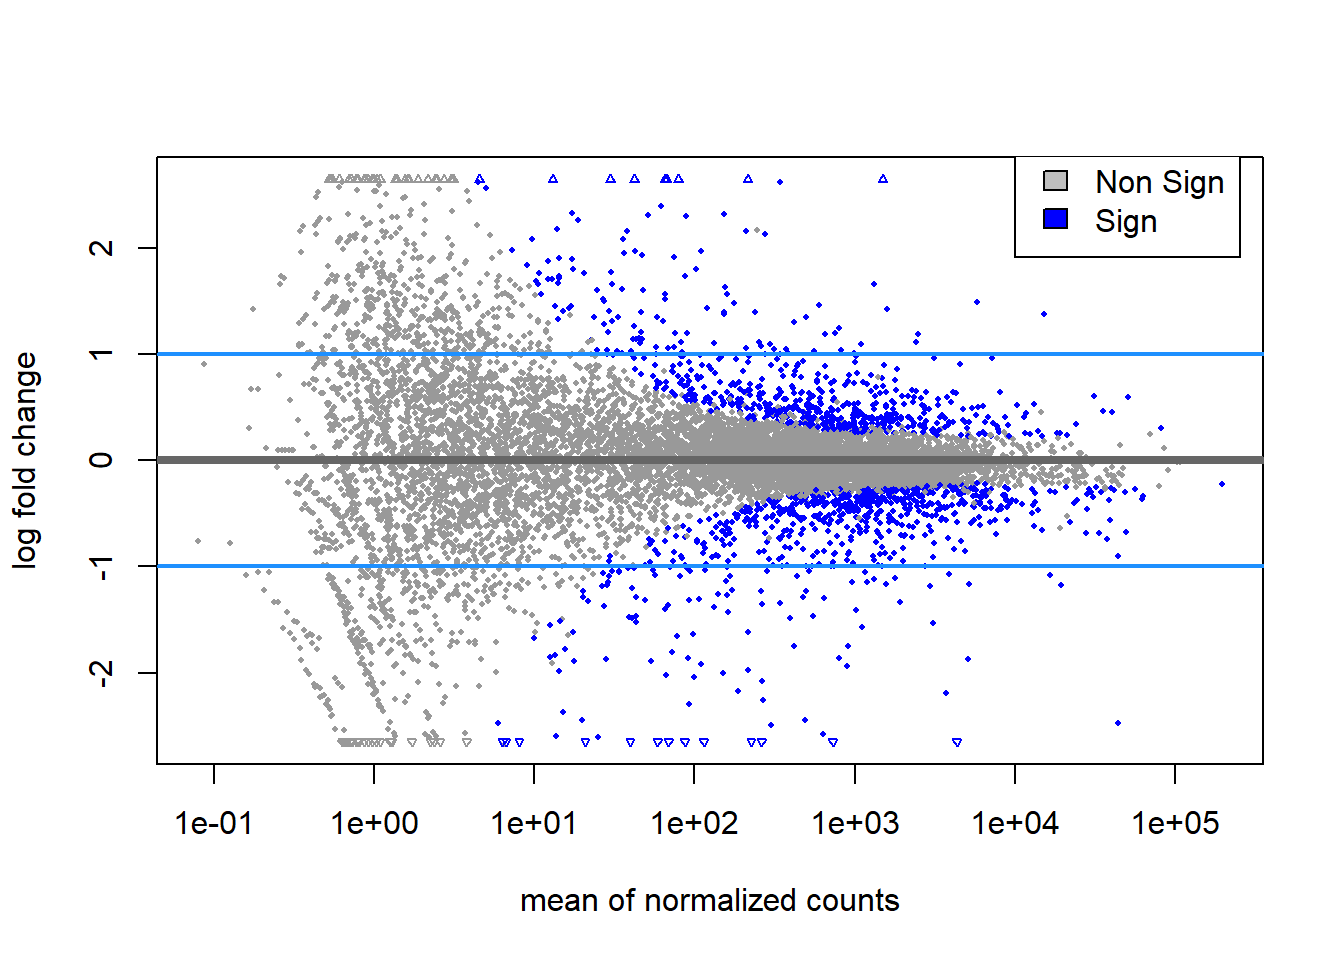 Non Sign
Sign
log fold change
2
1
0
-1
-2
1e-01 1e+00 1e+01 1e+02 1e+03 1e+04 1e+05
mean of normalized counts